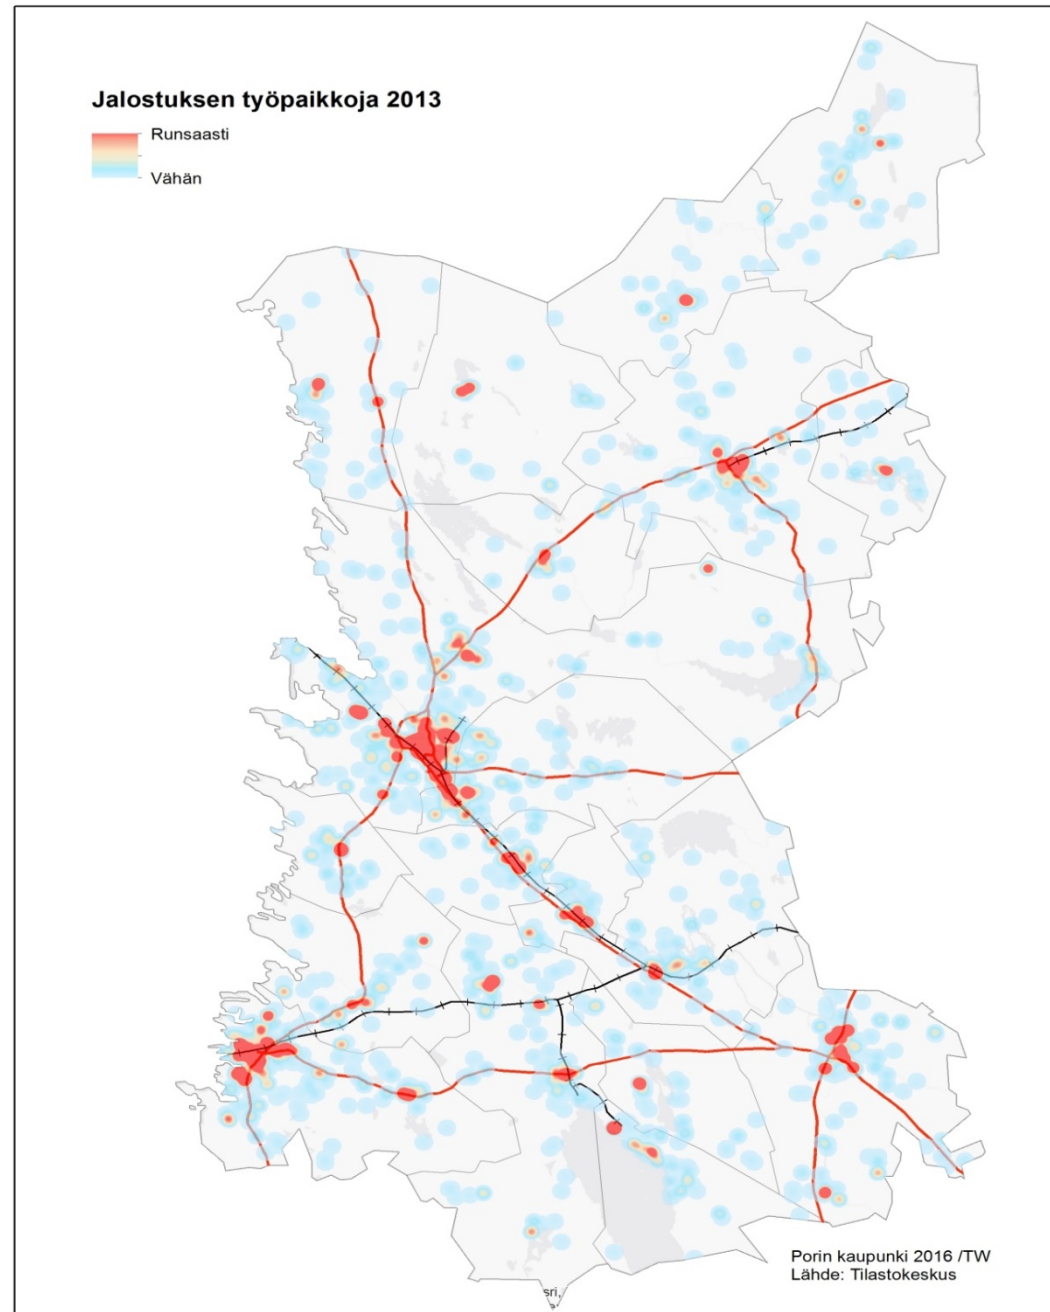 Jalostuksen työpaikkoja 2013
Runsaasti
Vähän
Porin kaupunki 2016 /TW
Lähde: Tilastokeskus